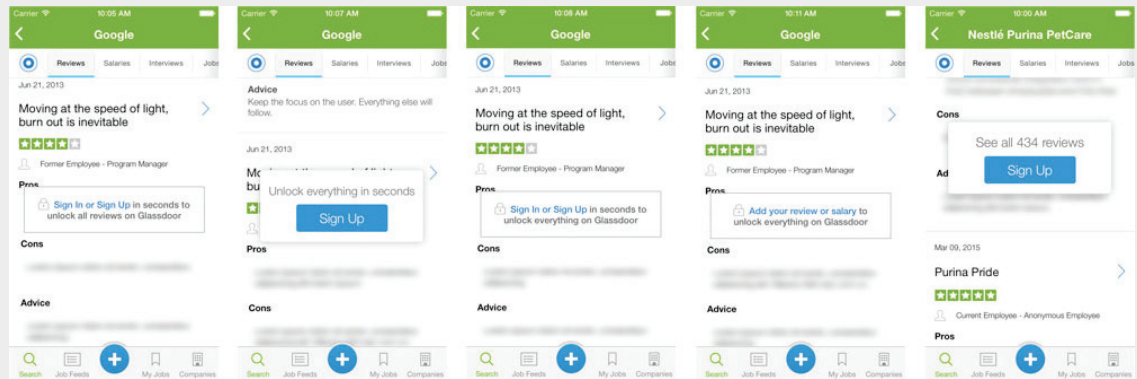 Carrier 10:05 AM
Google
Reviews Salaries Interviews Jobs
Jun 21, 2013
Moving at the speed of light,
burn out is inevitable
Former Employee - Program Manager
Pros
Sign In or Sign Up in seconds to
unlock all reviews on Glassdoor
Cons
Advice
Search Job Feeds My Jobs Companies
Carrier 10:07 AM
Google
Reviews Salaries Interviews Jobs
Advice
Keep the focus on the user. Everything else will
follow.
Jun 21, 2013
Unlock everything in seconds
Sign Up
Pros
Cons
Search Job Feeds My Jobs Companies
Carrier 10:08 AM
Google
Reviews Salaries Interviews Jobs
Jun 21, 2013
Moving at the speed of light,
burn out is inevitable
Former Employee - Program Manager
Pros
Sign In or Sign Up in seconds to
unlock everything on Glassdoor
Cons
Advice
Search Job Feeds My Jobs Companies
Carrier 10:11 AM
Google
Reviews Salaries Interviews Jobs
Jun 21, 2013
Moving at the speed of light,
burn out is inevitable
Former Employee - Program Manager
Pros
Add your review or salary to
unlock everything on Glassdoor
Cons
Advice
Search Job Feeds My Jobs Companies
Carrier 10:00 AM
Nestlé Purina PetCare
Reviews Salaries Interviews Jobs
Cons
See all 434 reviews
Sign Up
Ad
Mar 09, 2015
Purina Pride
Current Employee - Anonymous Employee
Pros
Search Job Feeds My Jobs Companies